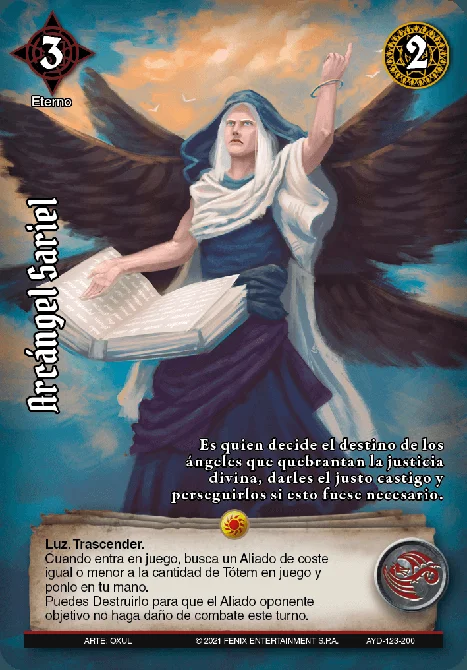 3
2
Eterno
Arcángel Sariel
Es quien decide el destino de los
ángeles que quebrantan la justicia
divina, darles el justo castigo y
perseguirlos si esto fuese necesario.
Luz. Trascender.
Cuando entra en juego, busca un Aliado de coste
igual o menor a la cantidad de Tótem en juego y
ponlo en tu mano.
Puedes Destruirlo para que el Aliado oponente
objetivo no haga daño de combate este turno.
ARTE: OXUL © 2021 FENIX ENTERTAINMENT S.P.A. AYD-123-200